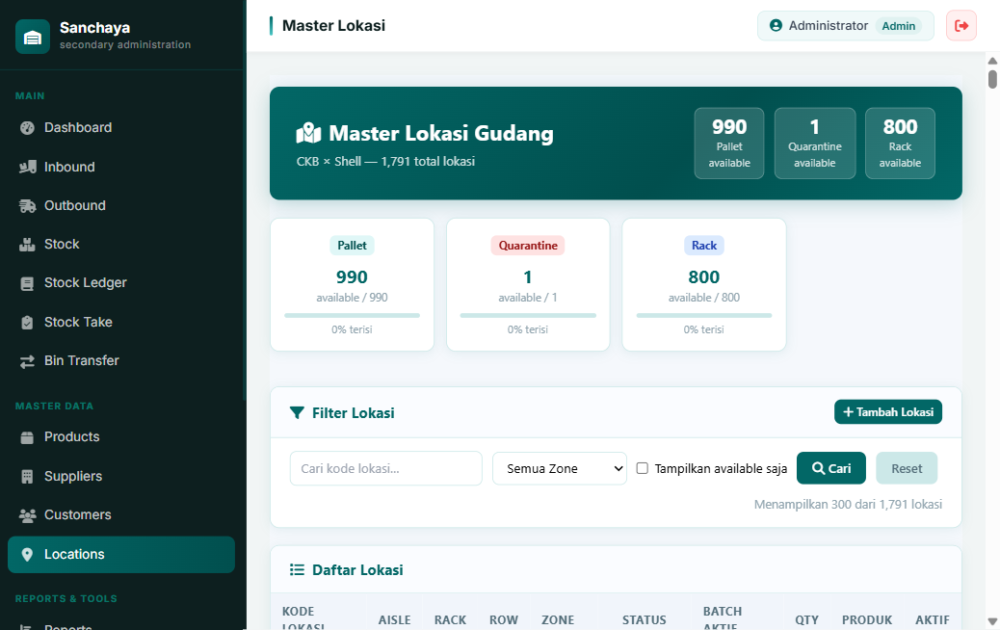 Sanchaya
secondary administration
MAIN
Dashboard
Inbound
Outbound
Stock
Stock Ledger
Stock Take
Bin Transfer
MASTER DATA
Products
Suppliers
Customers
Locations
REPORTS & TOOLS
Reports
Master Lokasi
Administrator Admin
Master Lokasi Gudang
CKB × Shell — 1,791 total lokasi
990
Pallet
available
1
Quarantine
available
800
Rack
available
Pallet
990
available / 990
0% terisi
Quarantine
1
available / 1
0% terisi
Rack
800
available / 800
0% terisi
Filter Lokasi
+ Tambah Lokasi
Cari kode lokasi...
Semua Zone
Tampilkan available saja
Cari
Reset
Menampilkan 300 dari 1,791 lokasi
Daftar Lokasi
KODE LOKASI
AISLE
RACK
ROW
ZONE
STATUS
BATCH AKTIF
QTY
PRODUK
AKTIF